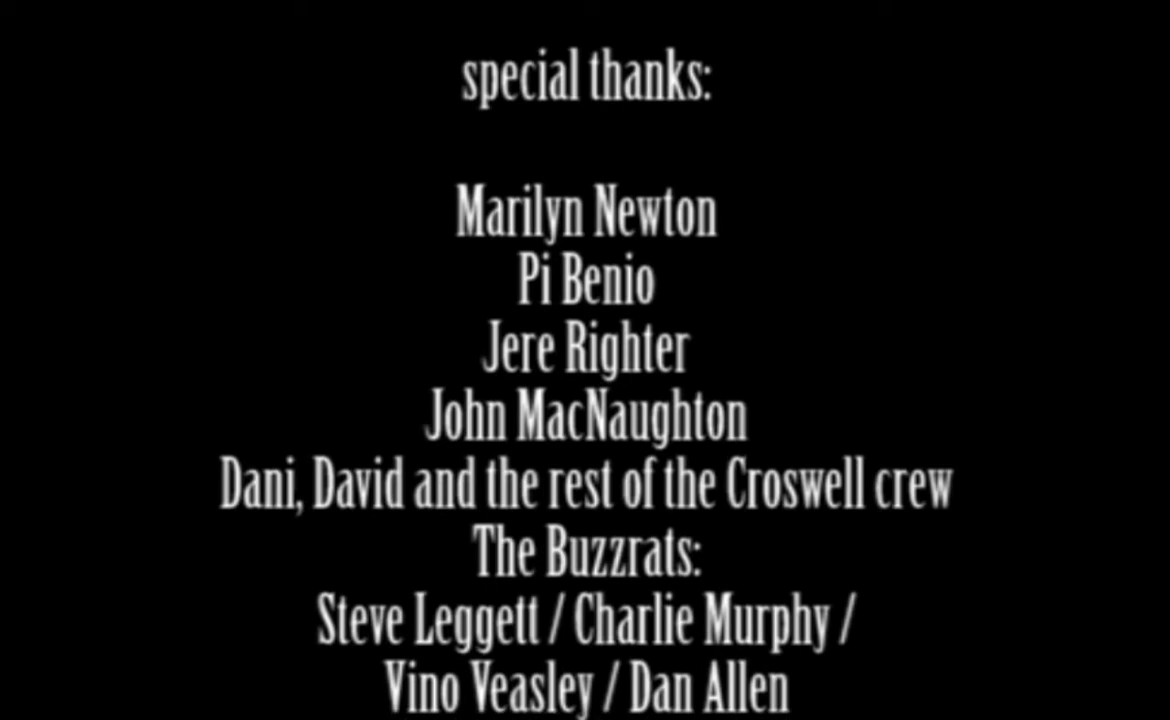 special thanks:
Marilyn Newton
Pi Benio
Jere Righter
John MacNaughton
Dani, David and the rest of the Croswell crew
The Buzzrats:
Steve Leggett / Charlie Murphy /
Vino Veasley / Dan Allen